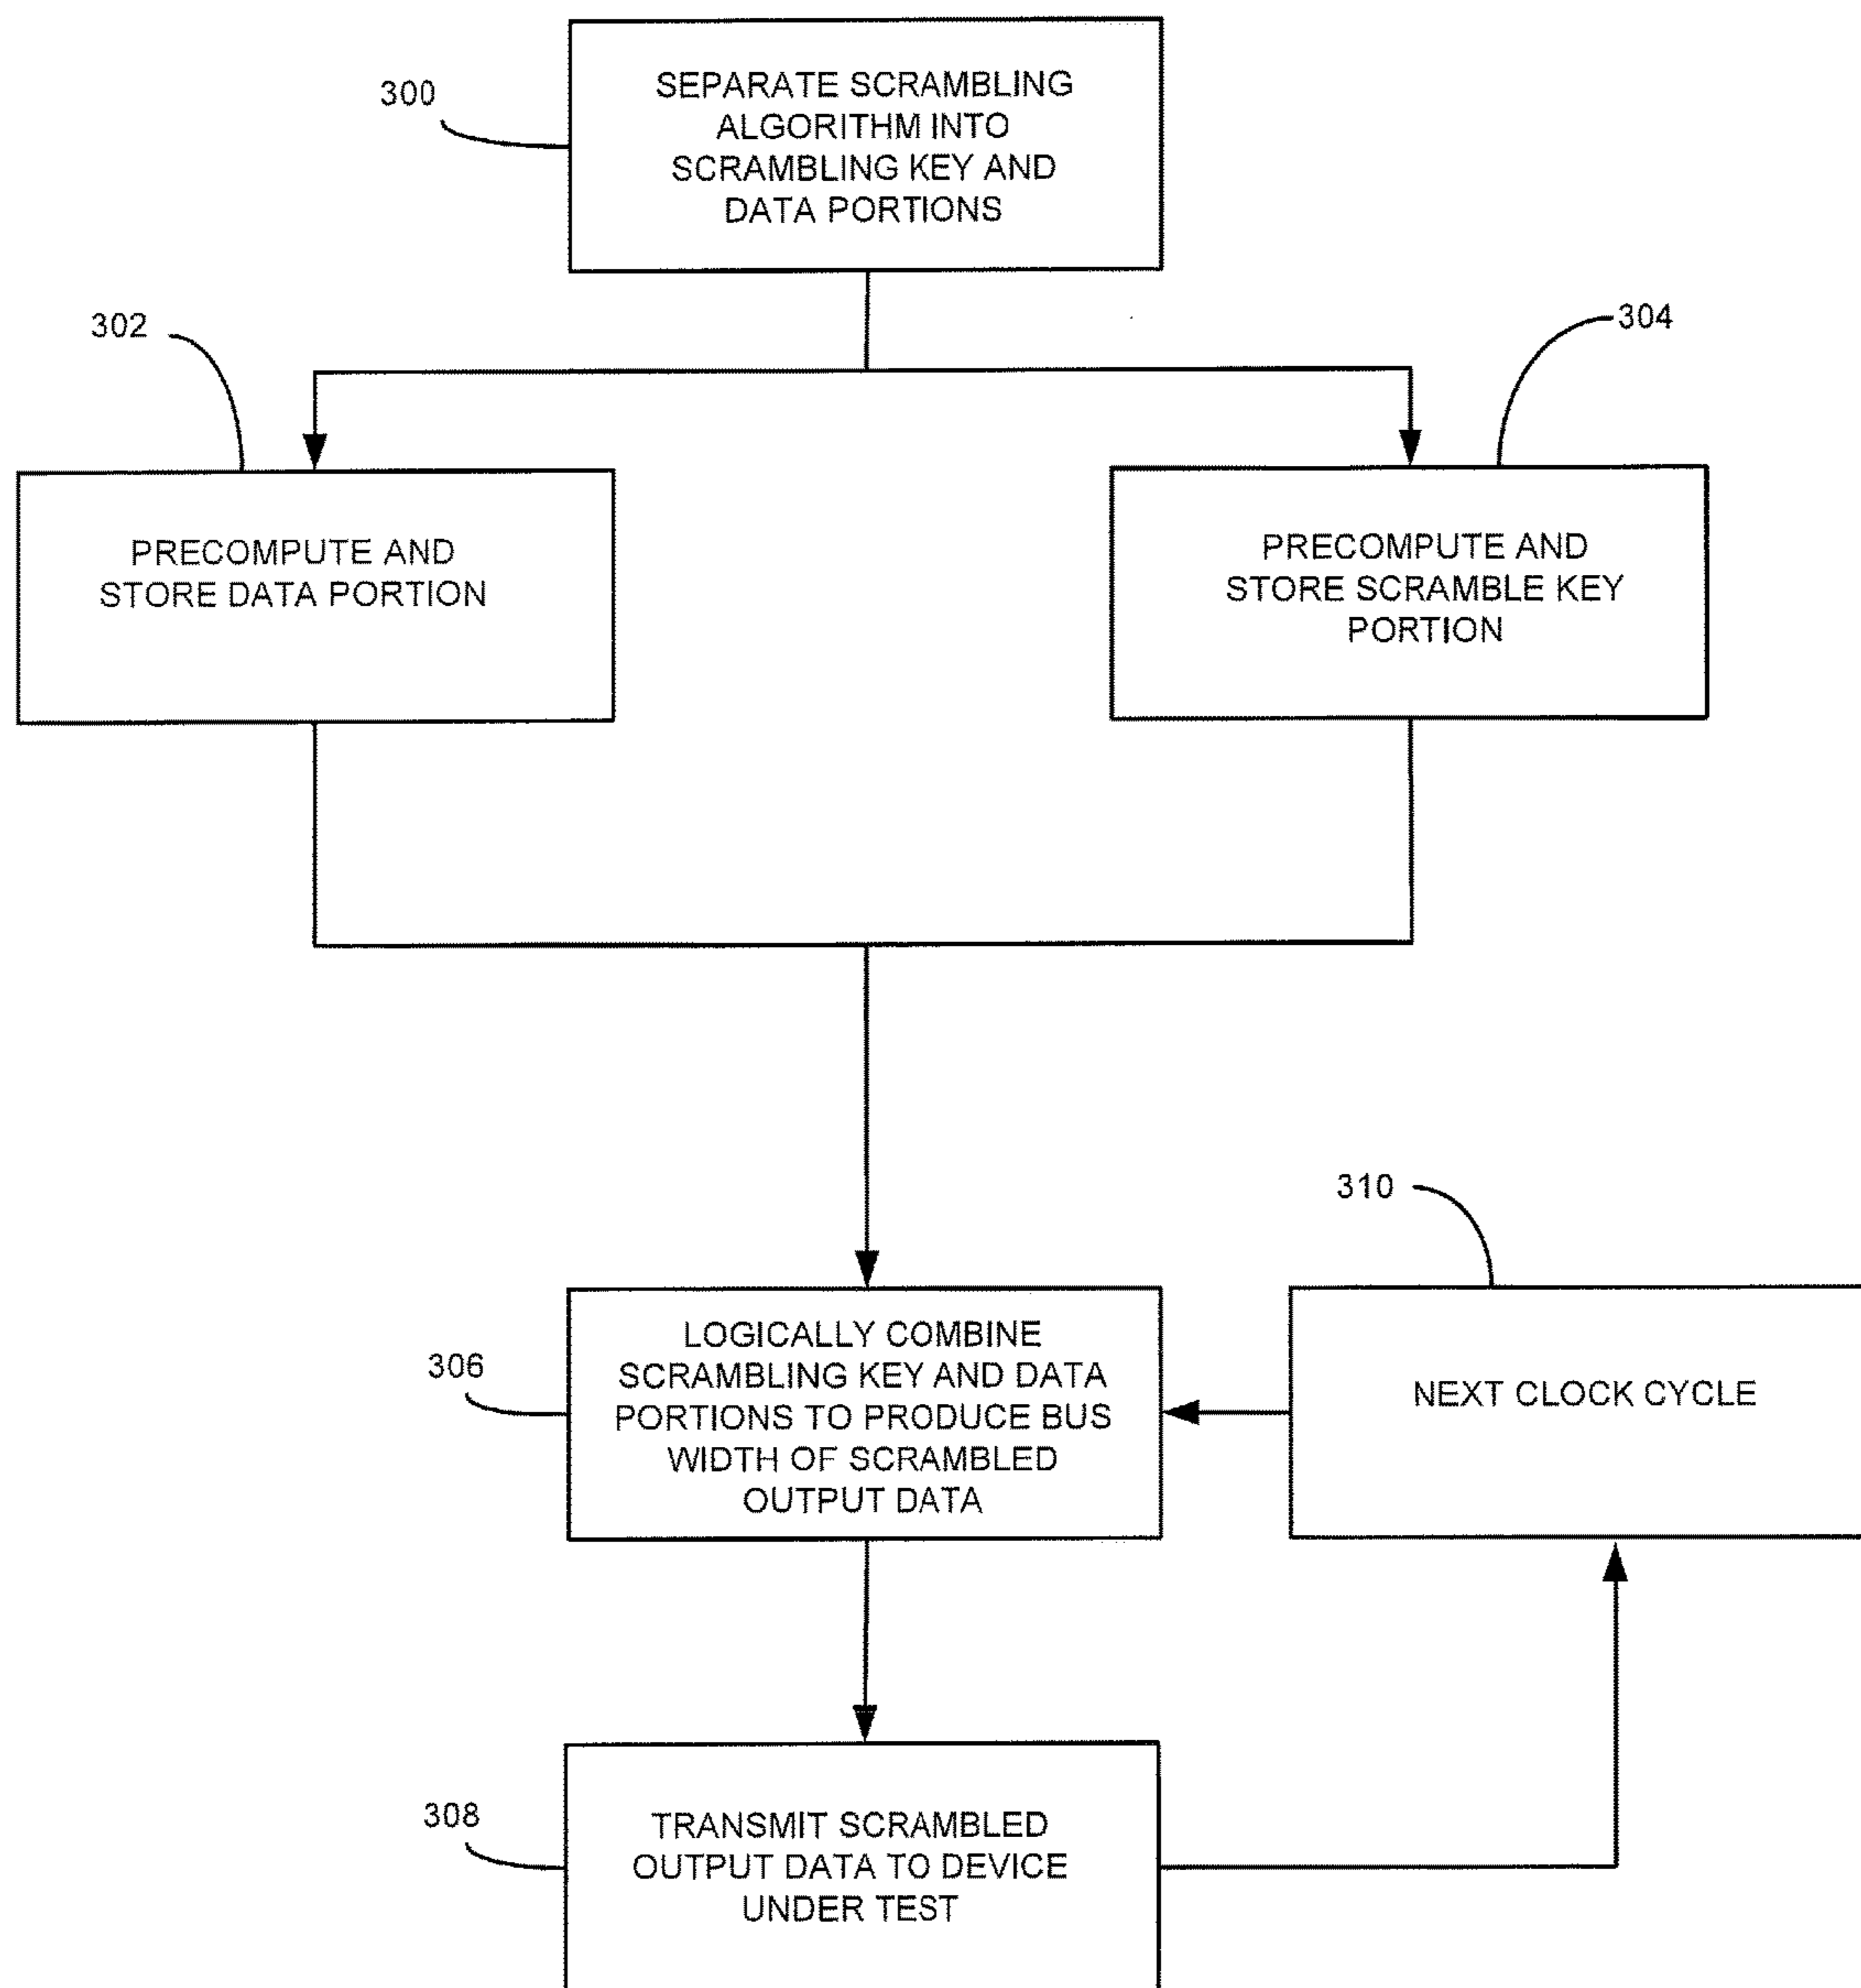 300
SEPARATE SCRAMBLING
ALGORITHM INTO
SCRAMBLING KEY AND
DATA PORTIONS
302
304
PRECOMPUTE AND
STORE DATA PORTION
PRECOMPUTE AND
STORE SCRAMBLE KEY
PORTION
310
306
LOGICALLY COMBINE
SCRAMBLING KEY AND DATA
PORTIONS TO PRODUCE BUS
WIDTH OF SCRAMBLED
OUTPUT DATA
NEXT CLOCK CYCLE
308
TRANSMIT SCRAMBLED
OUTPUT DATA TO DEVICE
UNDER TEST